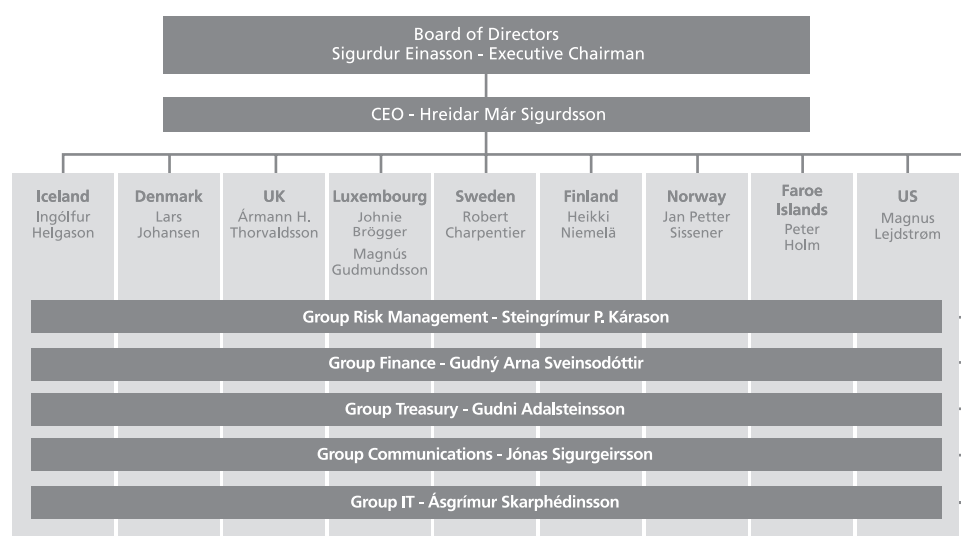 Board of Directors
Sigurdur Einasson - Executive Chairman
CEO - Hreidar Már Sigurdsson
Iceland
Ingólfur
Helgason
Denmark
Lars
Johansen
UK
Ármann H.
Thorvaldsson
Luxembourg
Johnie
Brögger
Magnús
Gudmundsson
Sweden
Robert
Charpentier
Finland
Heikki
Niemelä
Norway
Jan Petter
Sissener
Faroe
Islands
Peter
Holm
US
Magnus
Lejdstrøm
Group Risk Management - Steingrímur P. Kárason
Group Finance - Gudný Arna Sveinsodóttir
Group Treasury - Gudni Adalsteinsson
Group Communications - Jónas Sigurgeirsson
Group IT - Ásgrímur Skarphédinsson